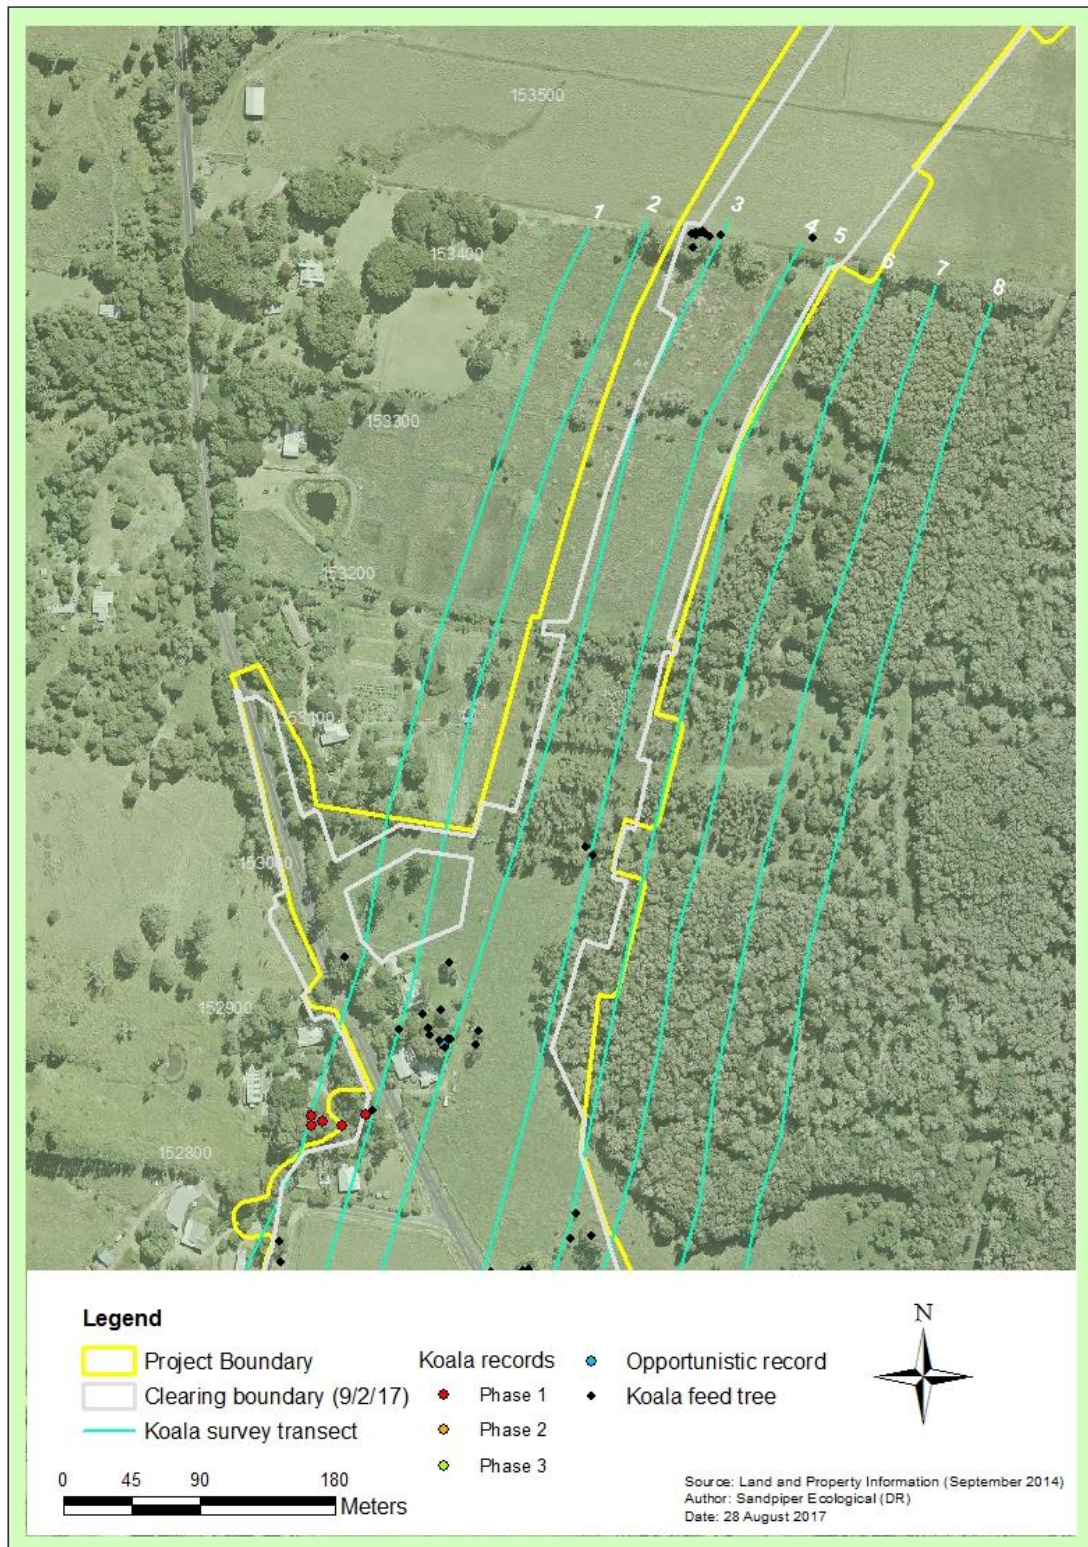 153500
1
2
3
4
5
6
7
8
153400
153300
153200
153100
153000
152900
152800
Legend
Project Boundary
Clearing boundary (9/2/17)
Koala survey transect
Koala records
Phase 1
Phase 2
Phase 3
Opportunistic record
Koala feed tree
N
0 45 90 180
Meters
Source: Land and Property Information (September 2014)
Author: Sandpiper Ecological (DR)
Date: 28 August 2017